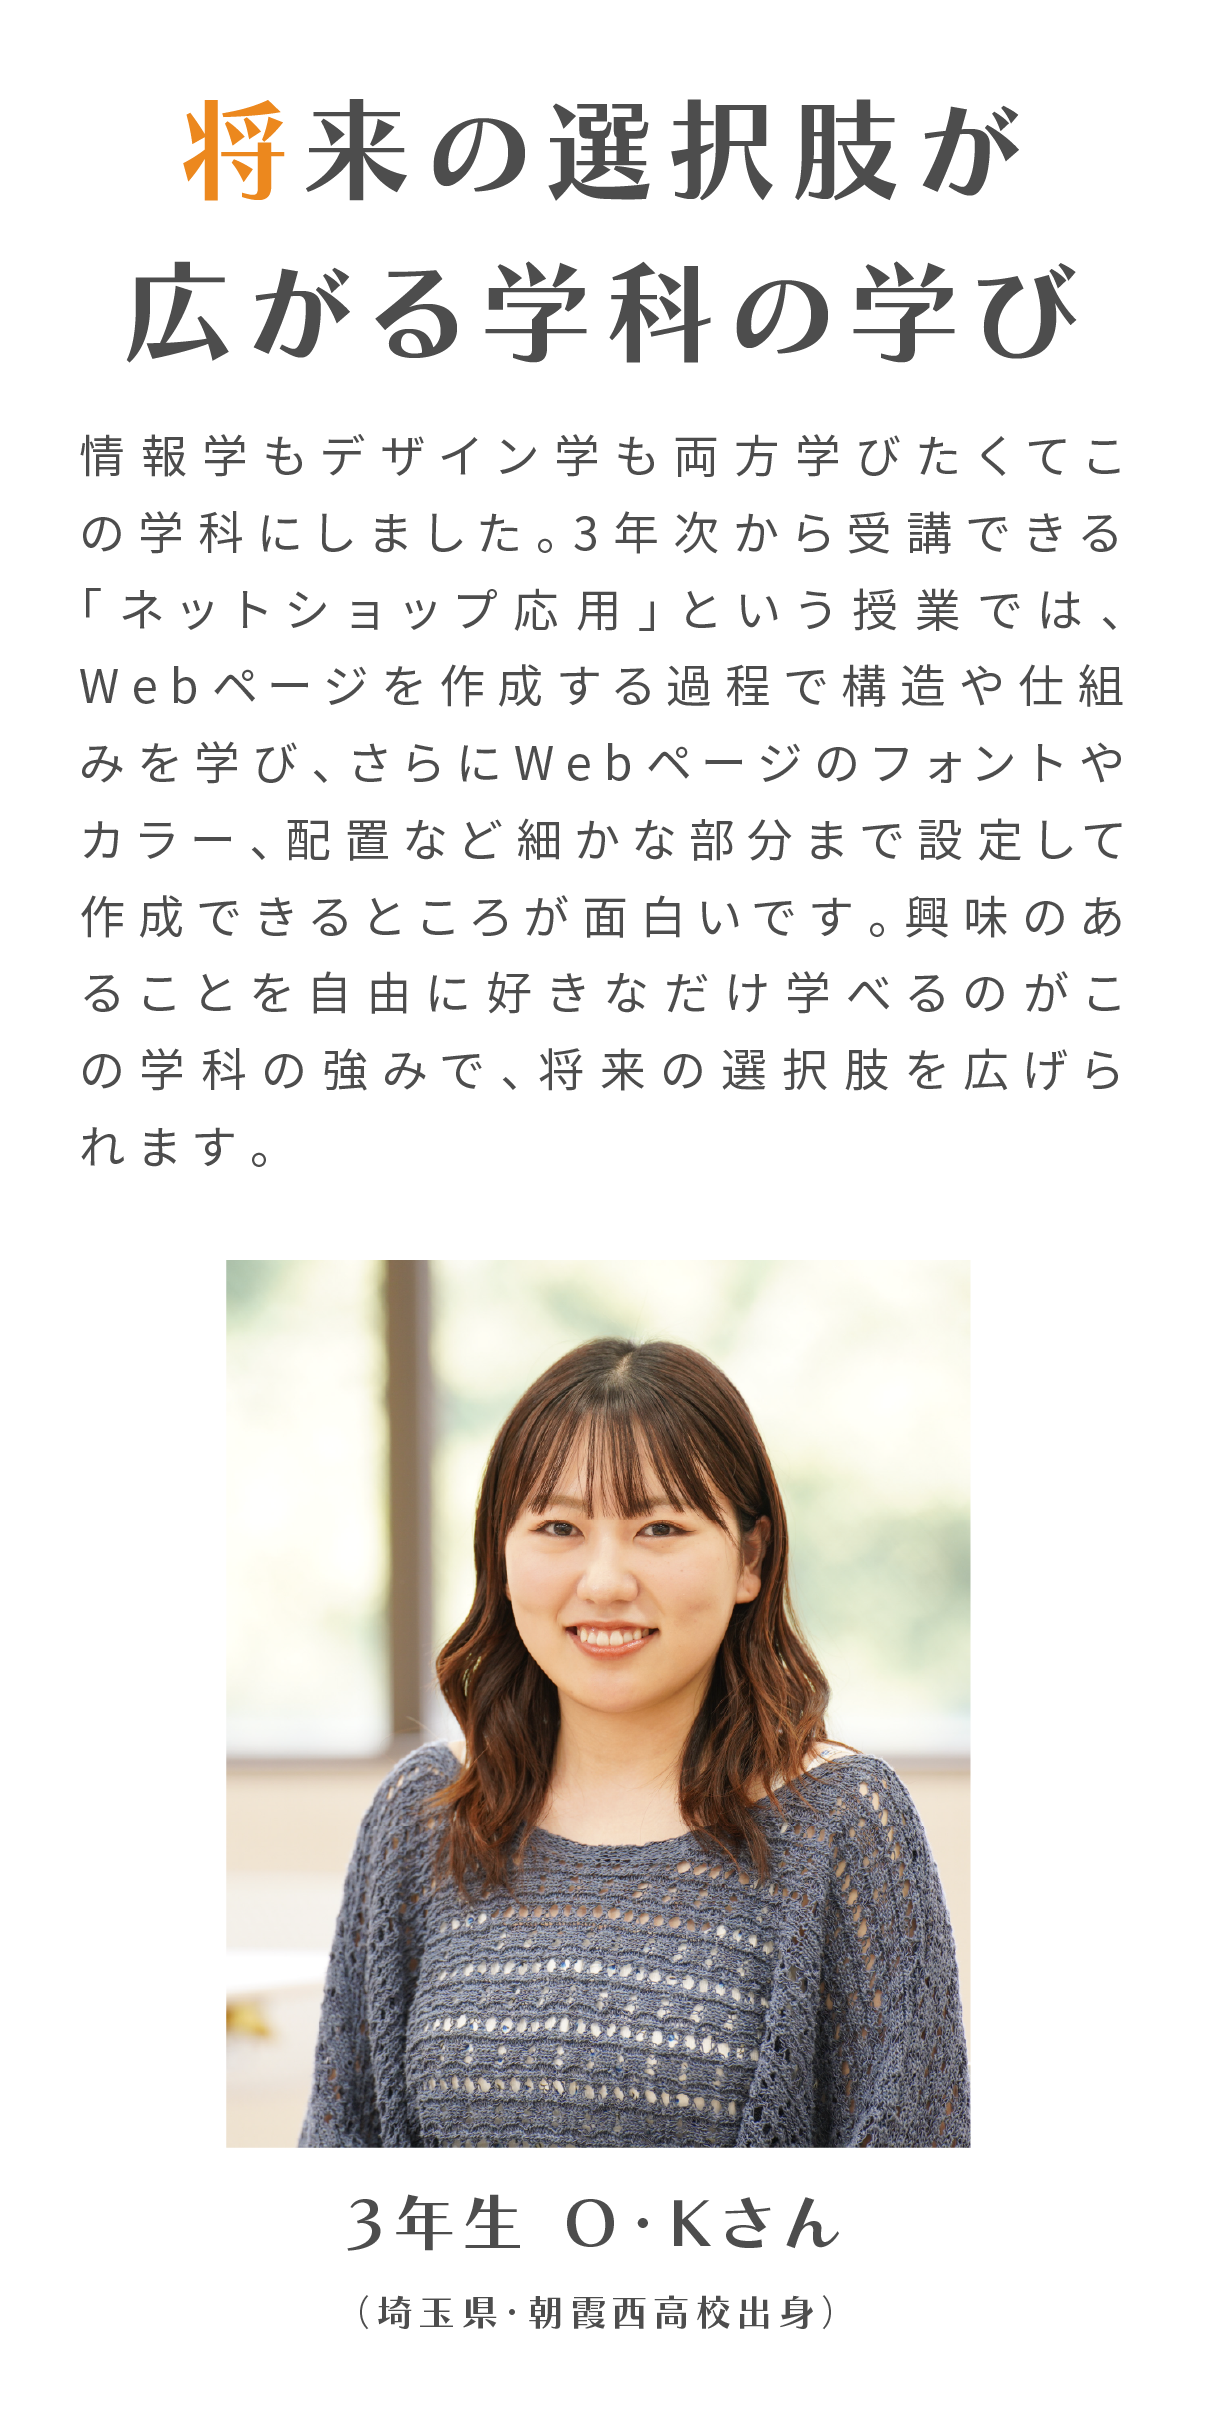 将来の選択肢が
広がる学科の学び
情報学もデザイン学も両方学びたくてこ
の学科にしました。3年次から受講できる
「ネットショップ応用」という授業では、
Webページを作成する過程で構造や仕組
みを学び、さらにWebページのフォントや
カラー、配置など細かな部分まで設定して
作成できるところが面白いです。興味のあ
ることを自由に好きなだけ学べるのがこ
の学科の強みで、将来の選択肢を広げら
れます。
3年生 O・Kさん
（埼玉県・朝霞西高校出身）